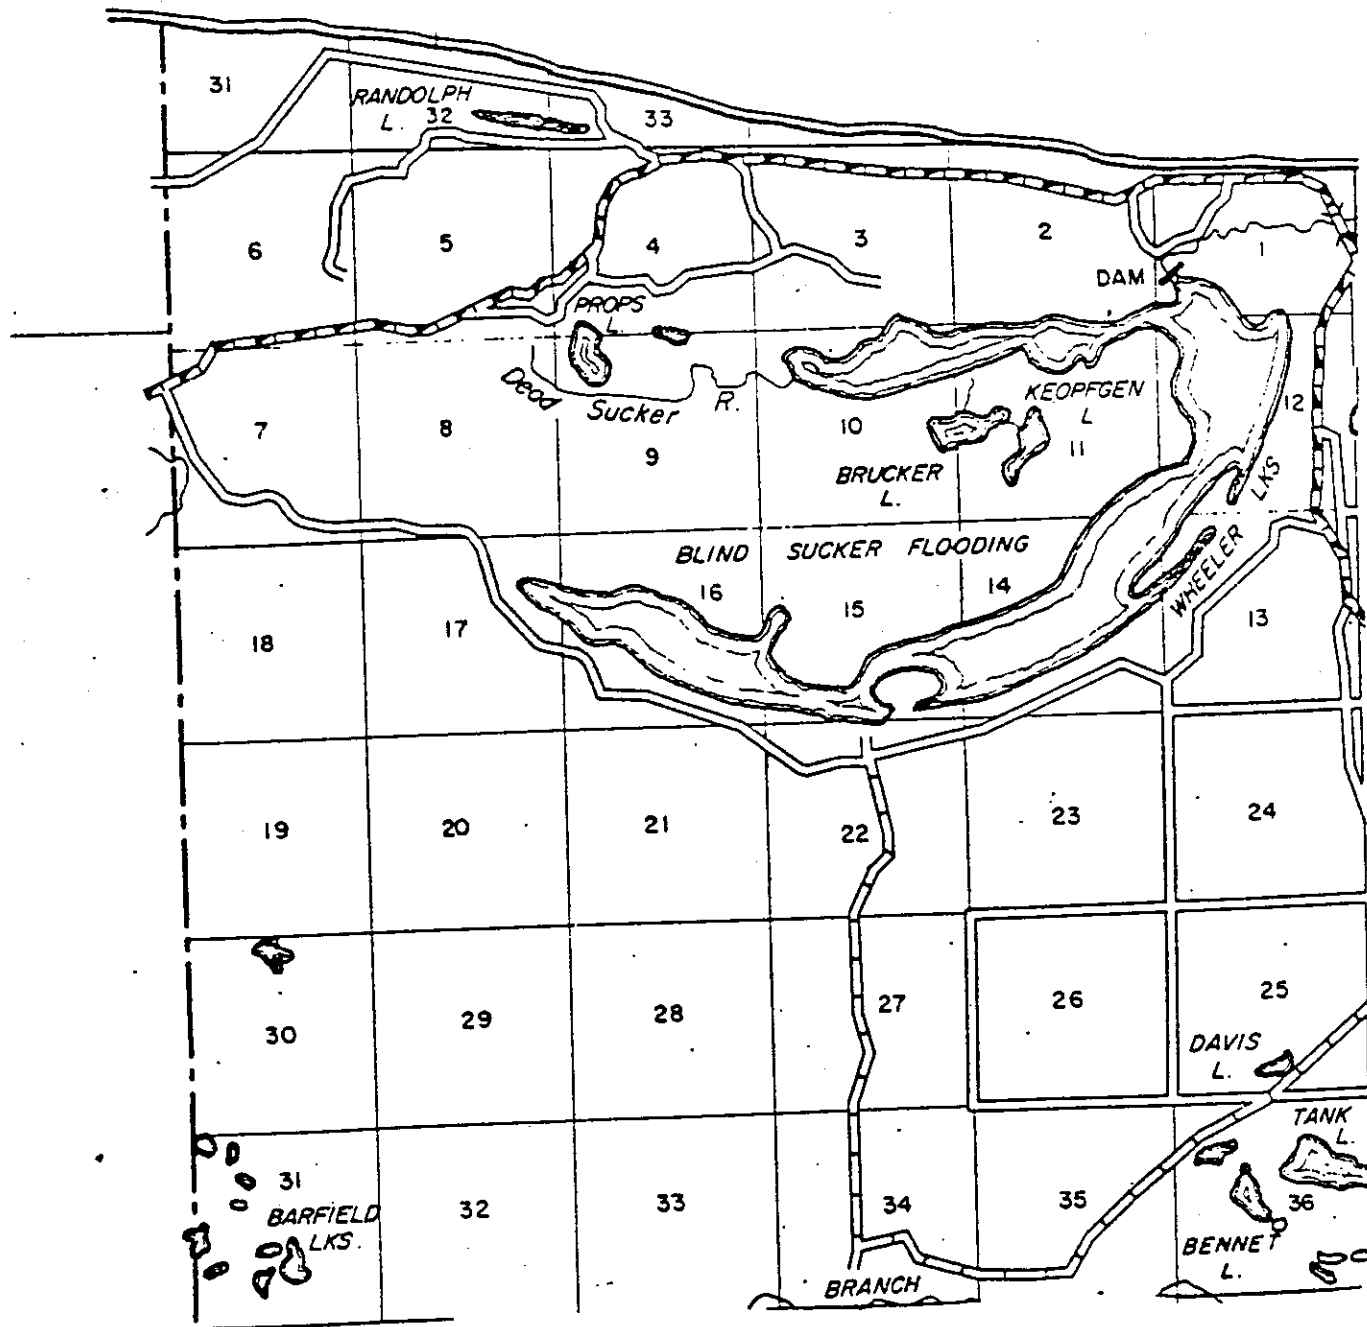 31
RANDOLPH
L. 32
33
6
5
4
3
2
1
DAM
PROPS
L
Dead Sucker R.
KEOPFGEN
L
7
8
9
10
11
12
BRUCKER
L.
WHEELER LKS
BLIND SUCKER FLOODING
18
17
16
15
14
13
19
20
21
22
23
24
30
29
28
27
26
25
DAVIS
L.
TANK
L.
31
BARFIELD
LKS.
32
33
34
35
36
BENNET
L.
BRANCH